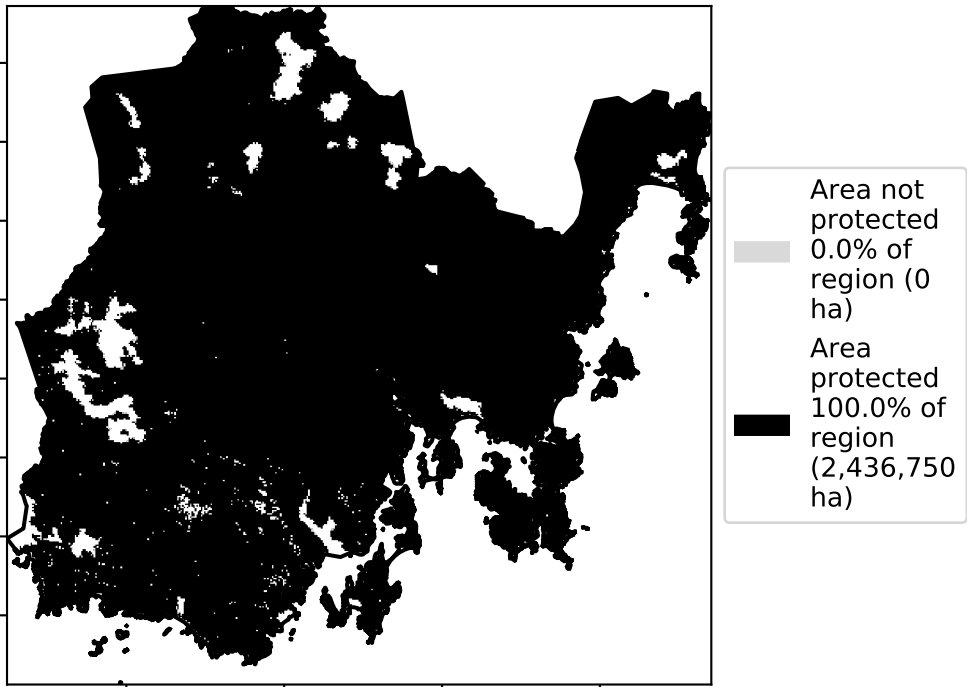 Area not
protected
0.0% of
region (0
ha)
Area
protected
100.0% of
region
(2,436,750
ha)